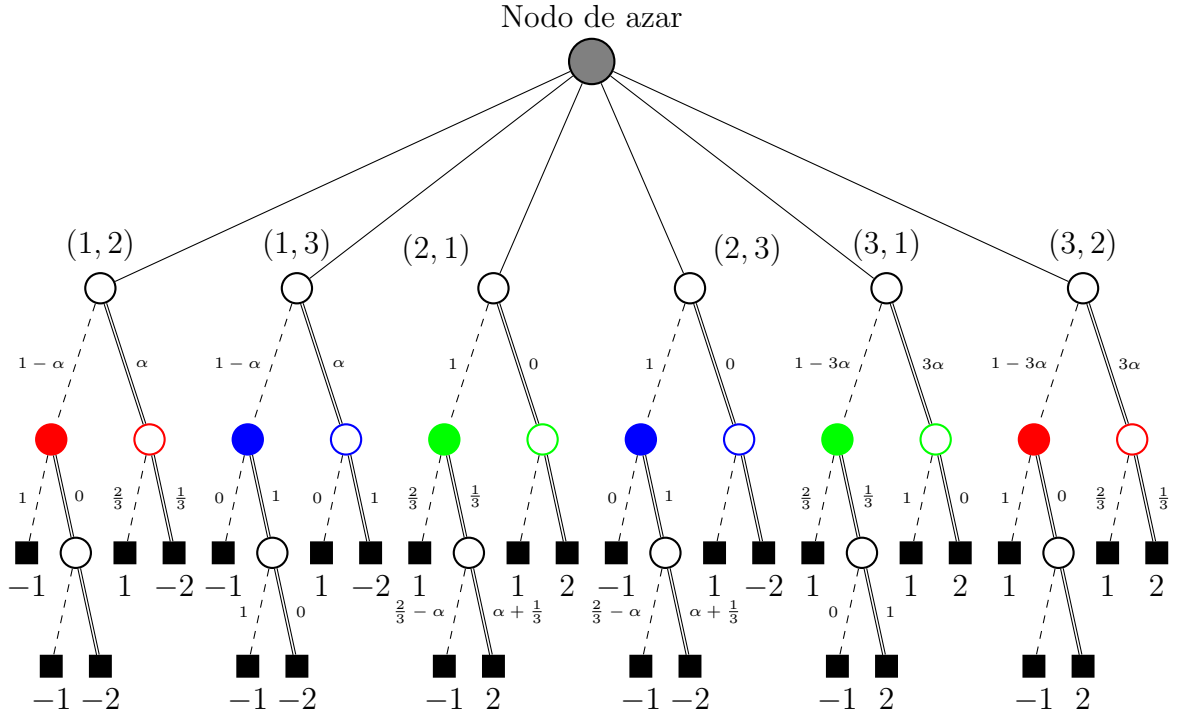 Nodo de azar
(1, 2) (1, 3) (2, 1) (2, 3) (3, 1) (3, 2)
1 − α α 1 − α α 1 0 1 0 1 − 3α 3α 1 − 3α 3α
1 0 2/3 1/3 0 1 0 1 2/3 1/3 0 1 0 1 2/3 1/3 1 0 1 0 2/3 1/3
−1 1 −2 −1 1 −2 1 1 2 −1 1 −2 1 1 2 1 1 2
1 0 2/3 − α α + 1/3 2/3 − α α + 1/3 0 1
−1 −2 −1 −2 −1 2 −1 −2 −1 2 −1 2